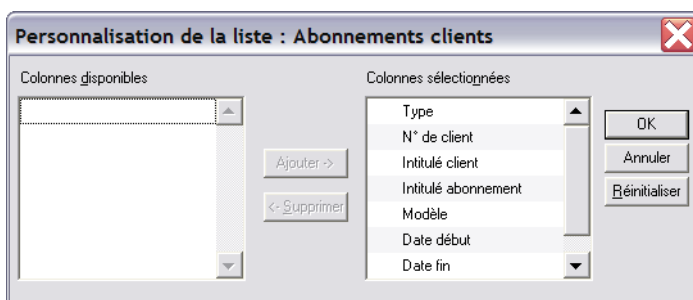 Personnalisation de la liste : Abonnements clients
Colonnes disponibles
Colonnes sélectionnées
Type
N° de client
Intitulé client
Intitulé abonnement
Modèle
Date début
Date fin
Ajouter ->
<- Supprimer
OK
Annuler
Réinitialiser